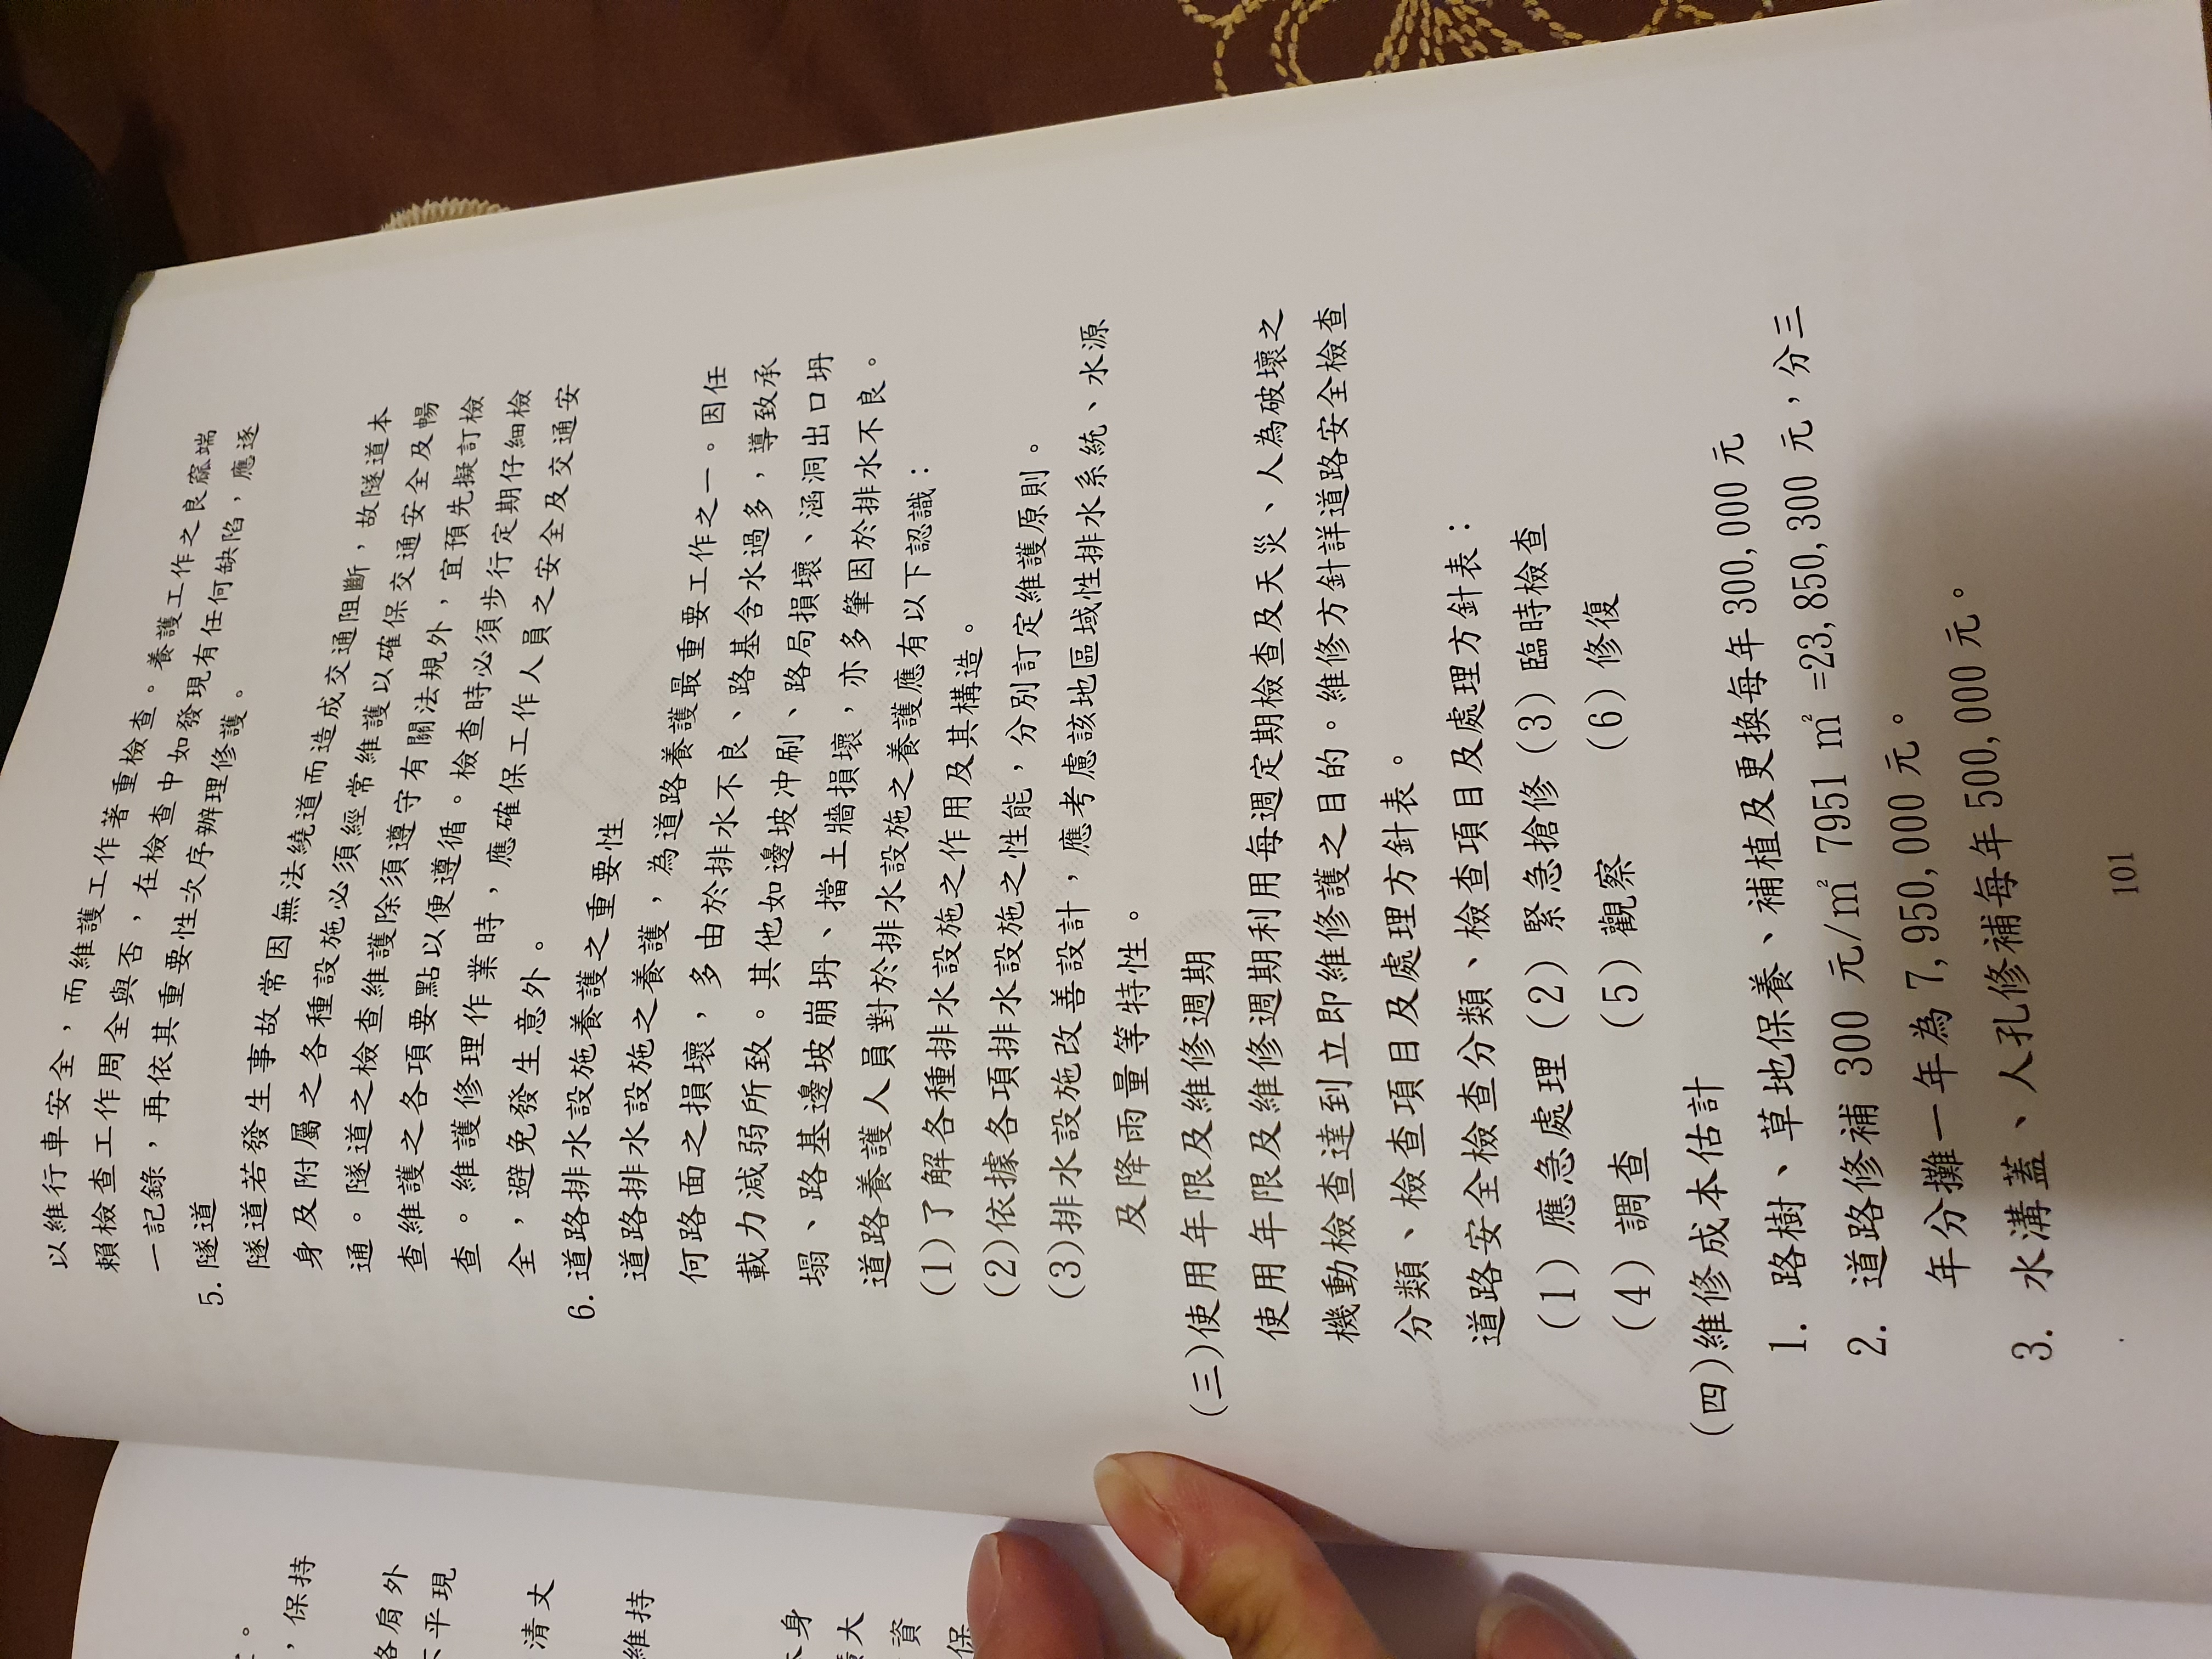 以維行車安全，而維護工作著重檢查。養護工作之良窳端
賴檢查工作周全與否，在檢查中如發現有任何缺陷，應逐
一記錄，再依其重要性次序辦理修護。
5.隧道
隧道若發生事故常因無法繞道而造成交通阻斷，故隧道本
身及附屬之各種設施必須經常維護以確保交通安全及暢
通。隧道之檢查維護除須遵守有關法規外，宜預先擬訂檢
查維護之各項要點以便遵循。檢查時必須步行定期仔細檢
查。維護修理作業時，應確保工作人員之安全及交通安
全，避免發生意外。
6.道路排水設施養護之重要性
道路排水設施之養護，為道路養護最重要工作之一。因任
何路面之損壞，多由於排水不良、路基含水過多，導致承
載力減弱所致。其他如邊坡冲刷、路局損壞、涵洞出口坍
塌、路基邊坡崩坍、擋土牆損壞，亦多肇因於排水不良。
道路養護人員對於排水設施之養護應有以下認識：
(1)了解各種排水設施之作用及其構造。
(2)依據各項排水設施之性能，分別訂定維護原則。
(3)排水設施改善設計，應考慮該地區域性排水系統、水源
及降雨量等特性。
(三)使用年限及維修週期
使用年限及維修週期利用每週定期檢查及天災、人為破壞之
機動檢查達到立即維修護之目的。維修方針詳道路安全檢查
分類、檢查項目及處理方針表。
道路安全檢查分類、檢查項目及處理方針表：
(1) 應急處理 (2) 緊急搶修 (3) 臨時檢查
(4) 調查 (5) 觀察 (6) 修復
(四)維修成本估計
1. 路樹、草地保養、補植及更換每年 300,000 元
2. 道路修補 300 元/㎡ 7951 ㎡ =23,850,300 元，分三
年分攤一年為 7,950,000 元。
3. 水溝蓋、人孔修補每年 500,000 元。
101
。
，保持
路肩外
不平現
清丈
維持
本身
擴大
資
保